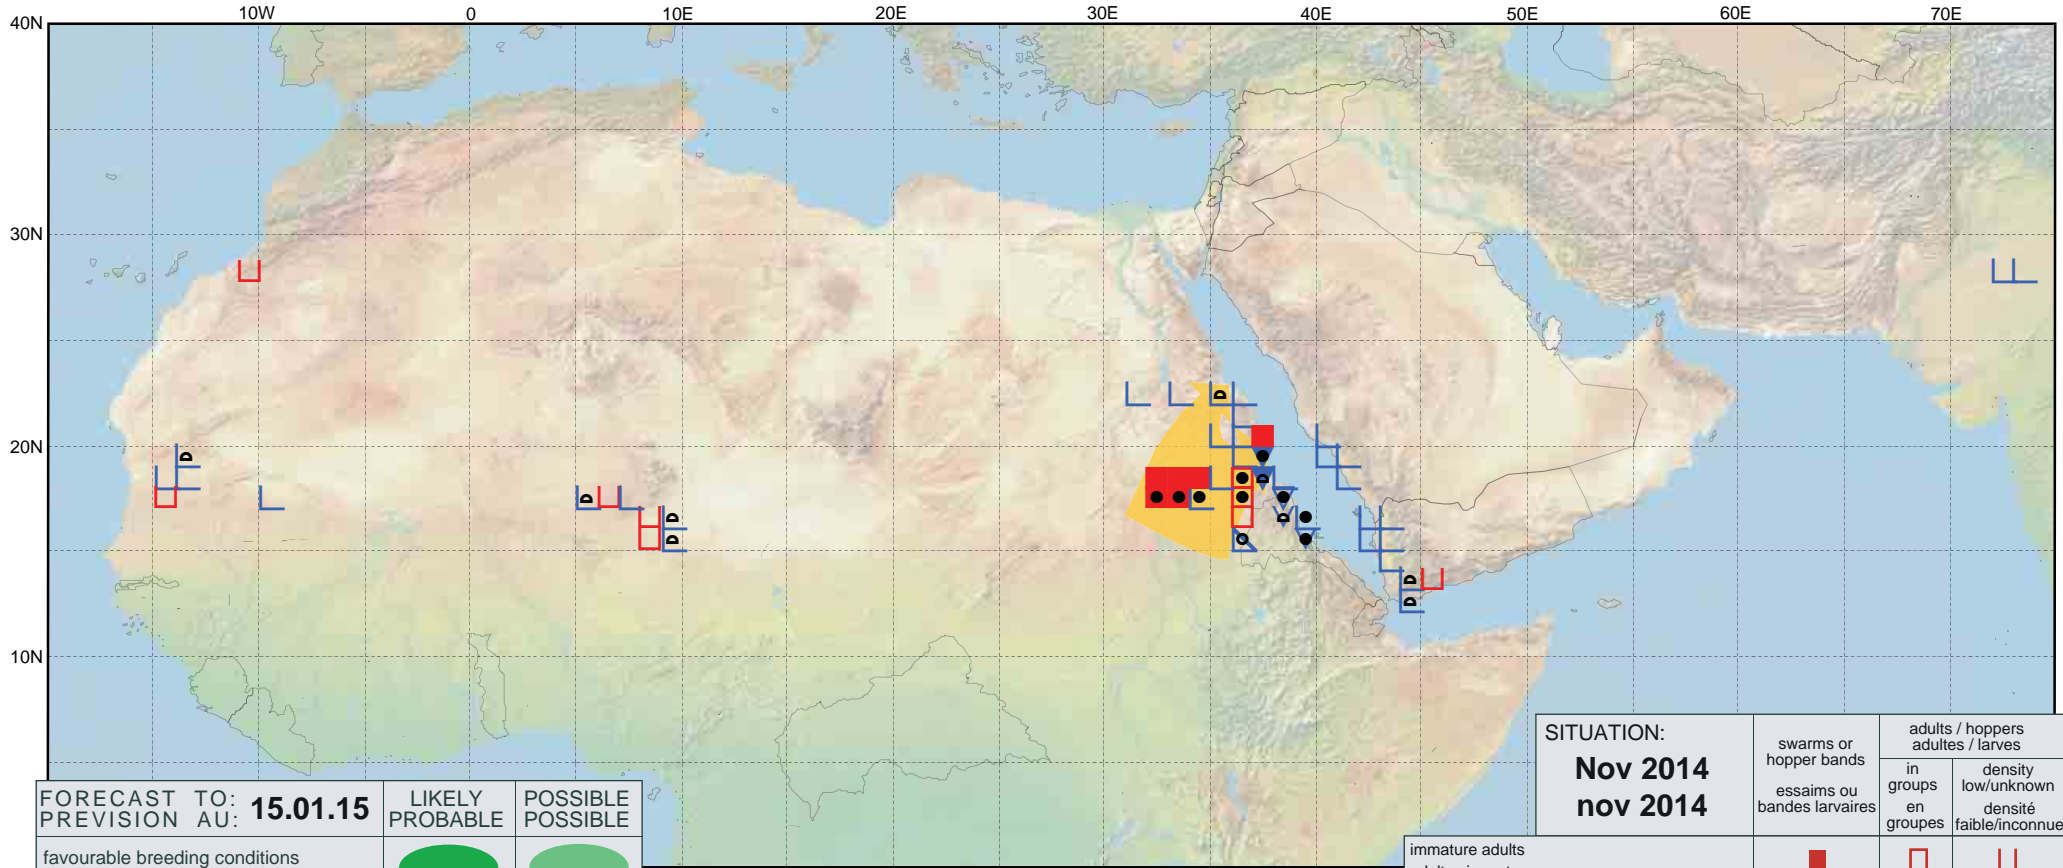 10W 0 10E 20E 30E 40E 50E 60E 70E
40N
30N
20N
10N
D
D
D
D
D
D
D
D
D
D
FORECAST TO: 15.01.15
PREVISION AU:
LIKELY
PROBABLE
POSSIBLE
POSSIBLE
favourable breeding conditions
SITUATION:
Nov 2014
nov 2014
swarms or
hopper bands
essaims ou
bandes larvaires
adults / hoppers
adultes / larves
in
groups
en
groupes
density
low/unknown
densité
faible/inconnue
immature adults